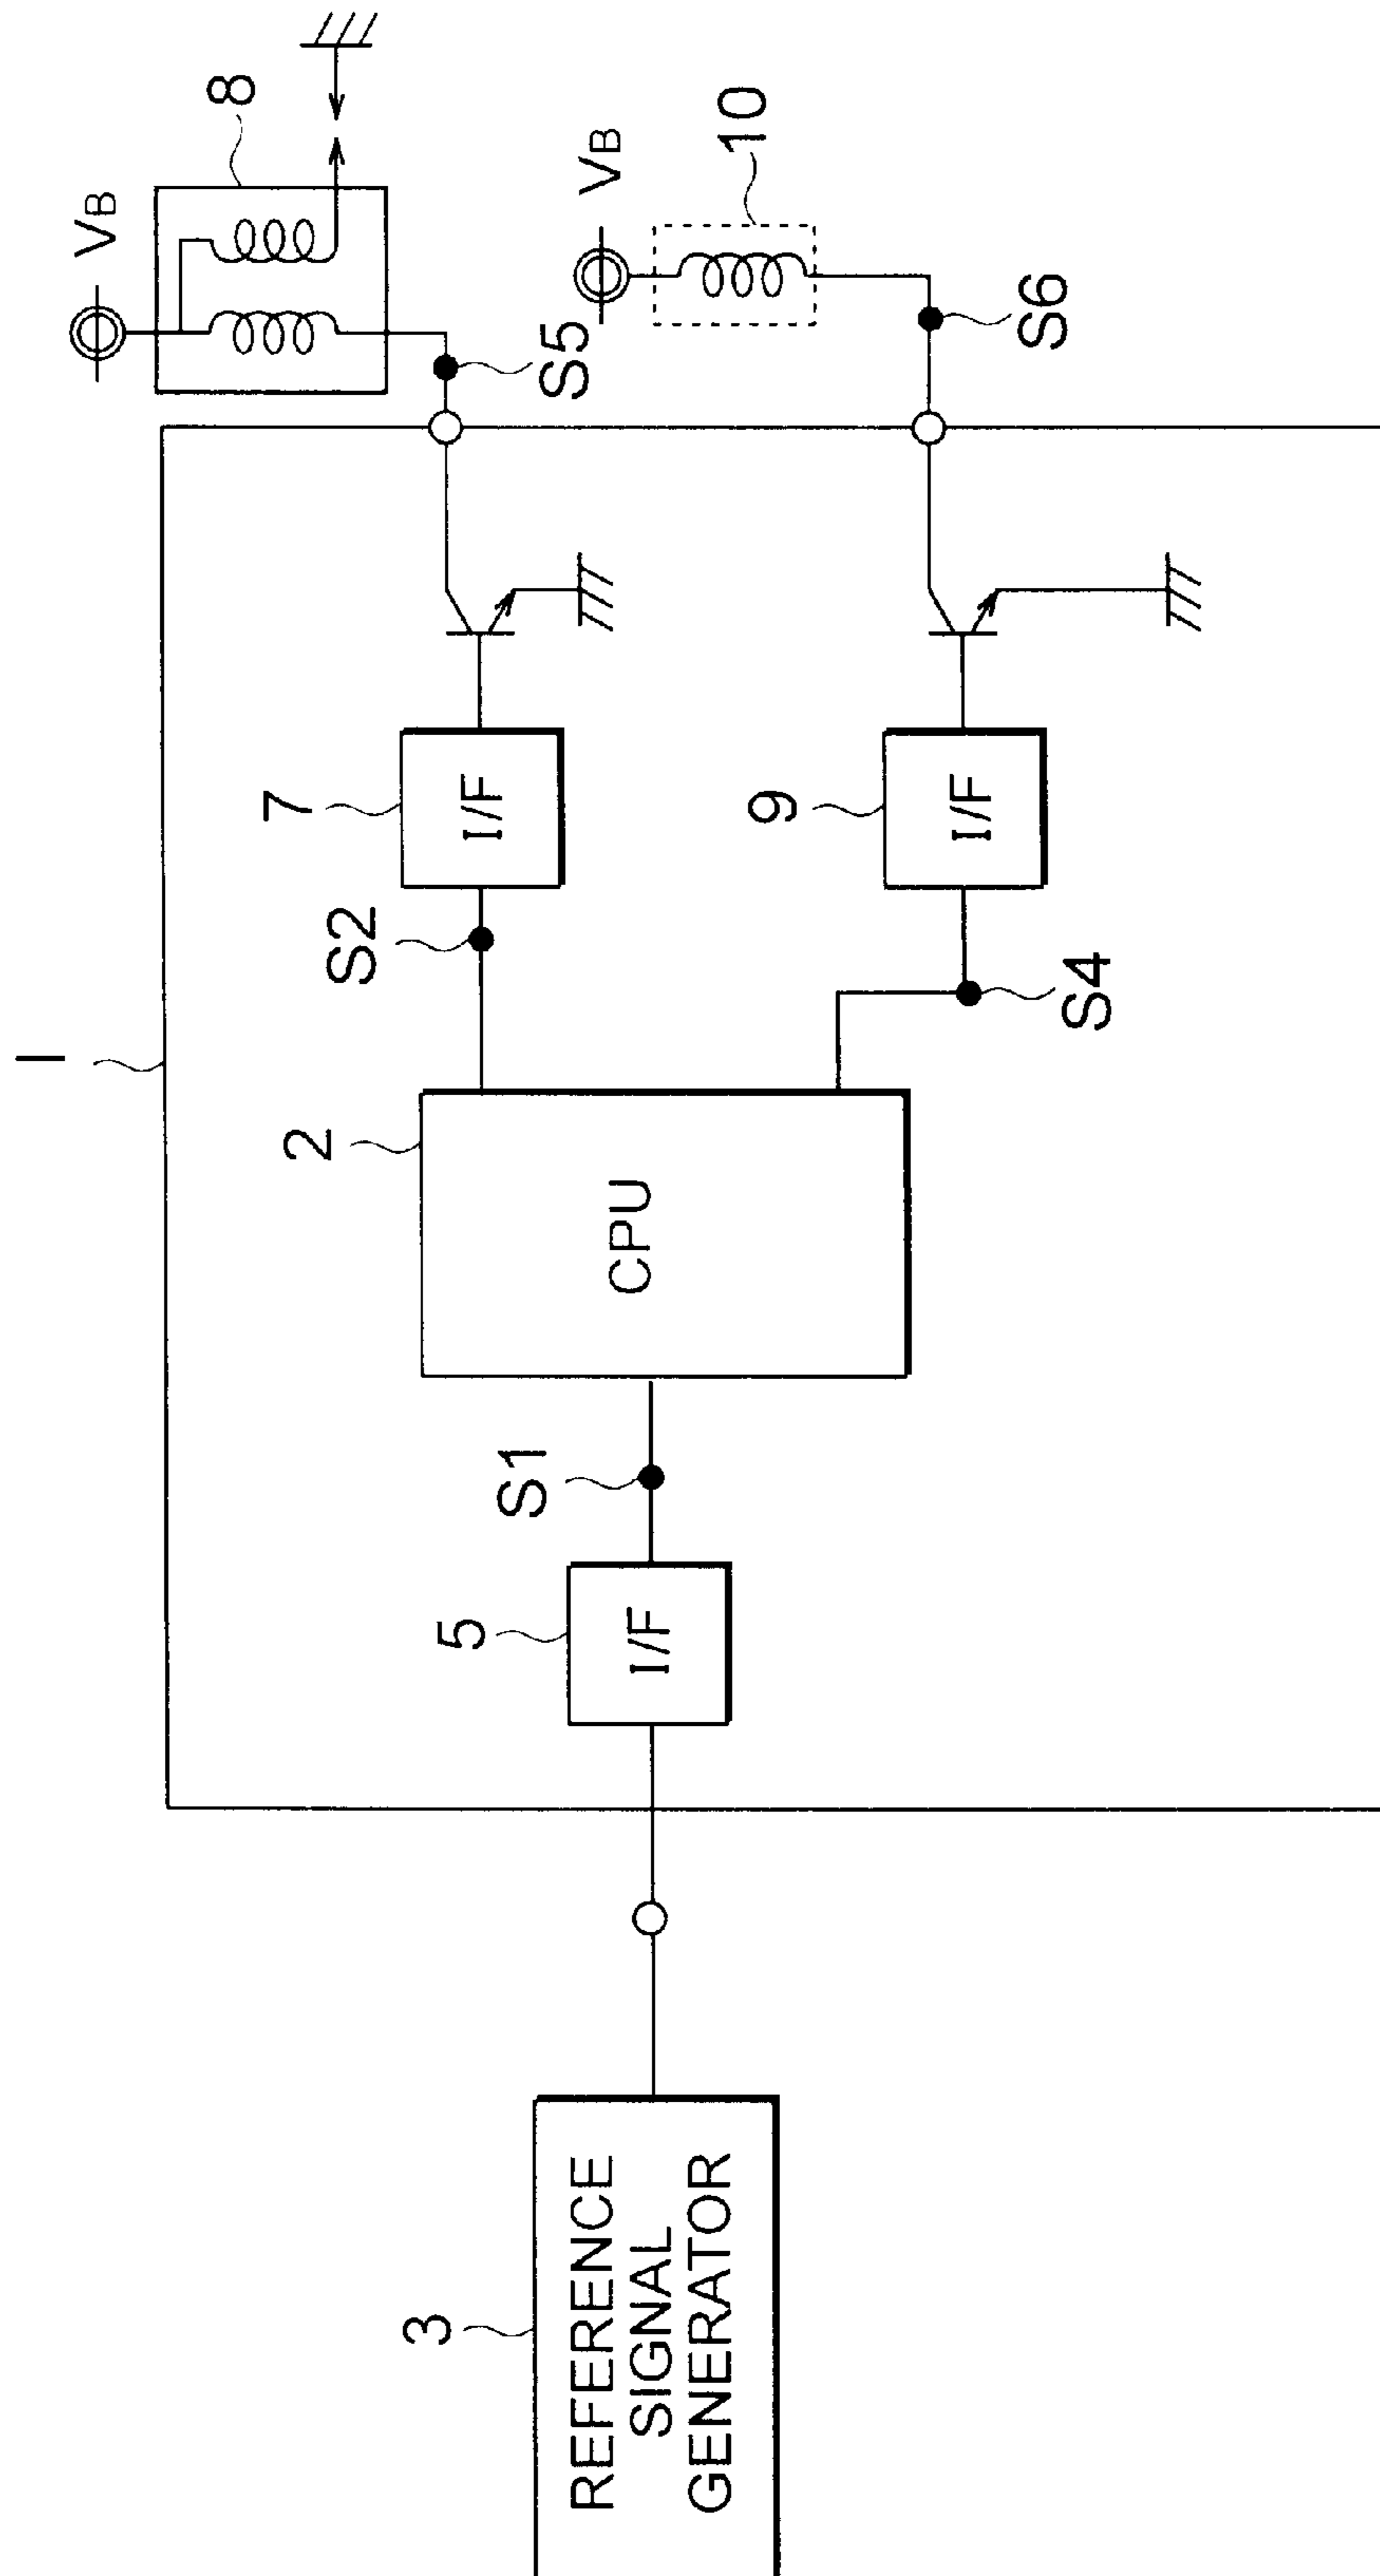 1
VB
8
VB
10
7
I/F
S5
S2
2
CPU
9
I/F
S6
S4
S1
5
I/F
3
REFERENCE
SIGNAL
GENERATOR